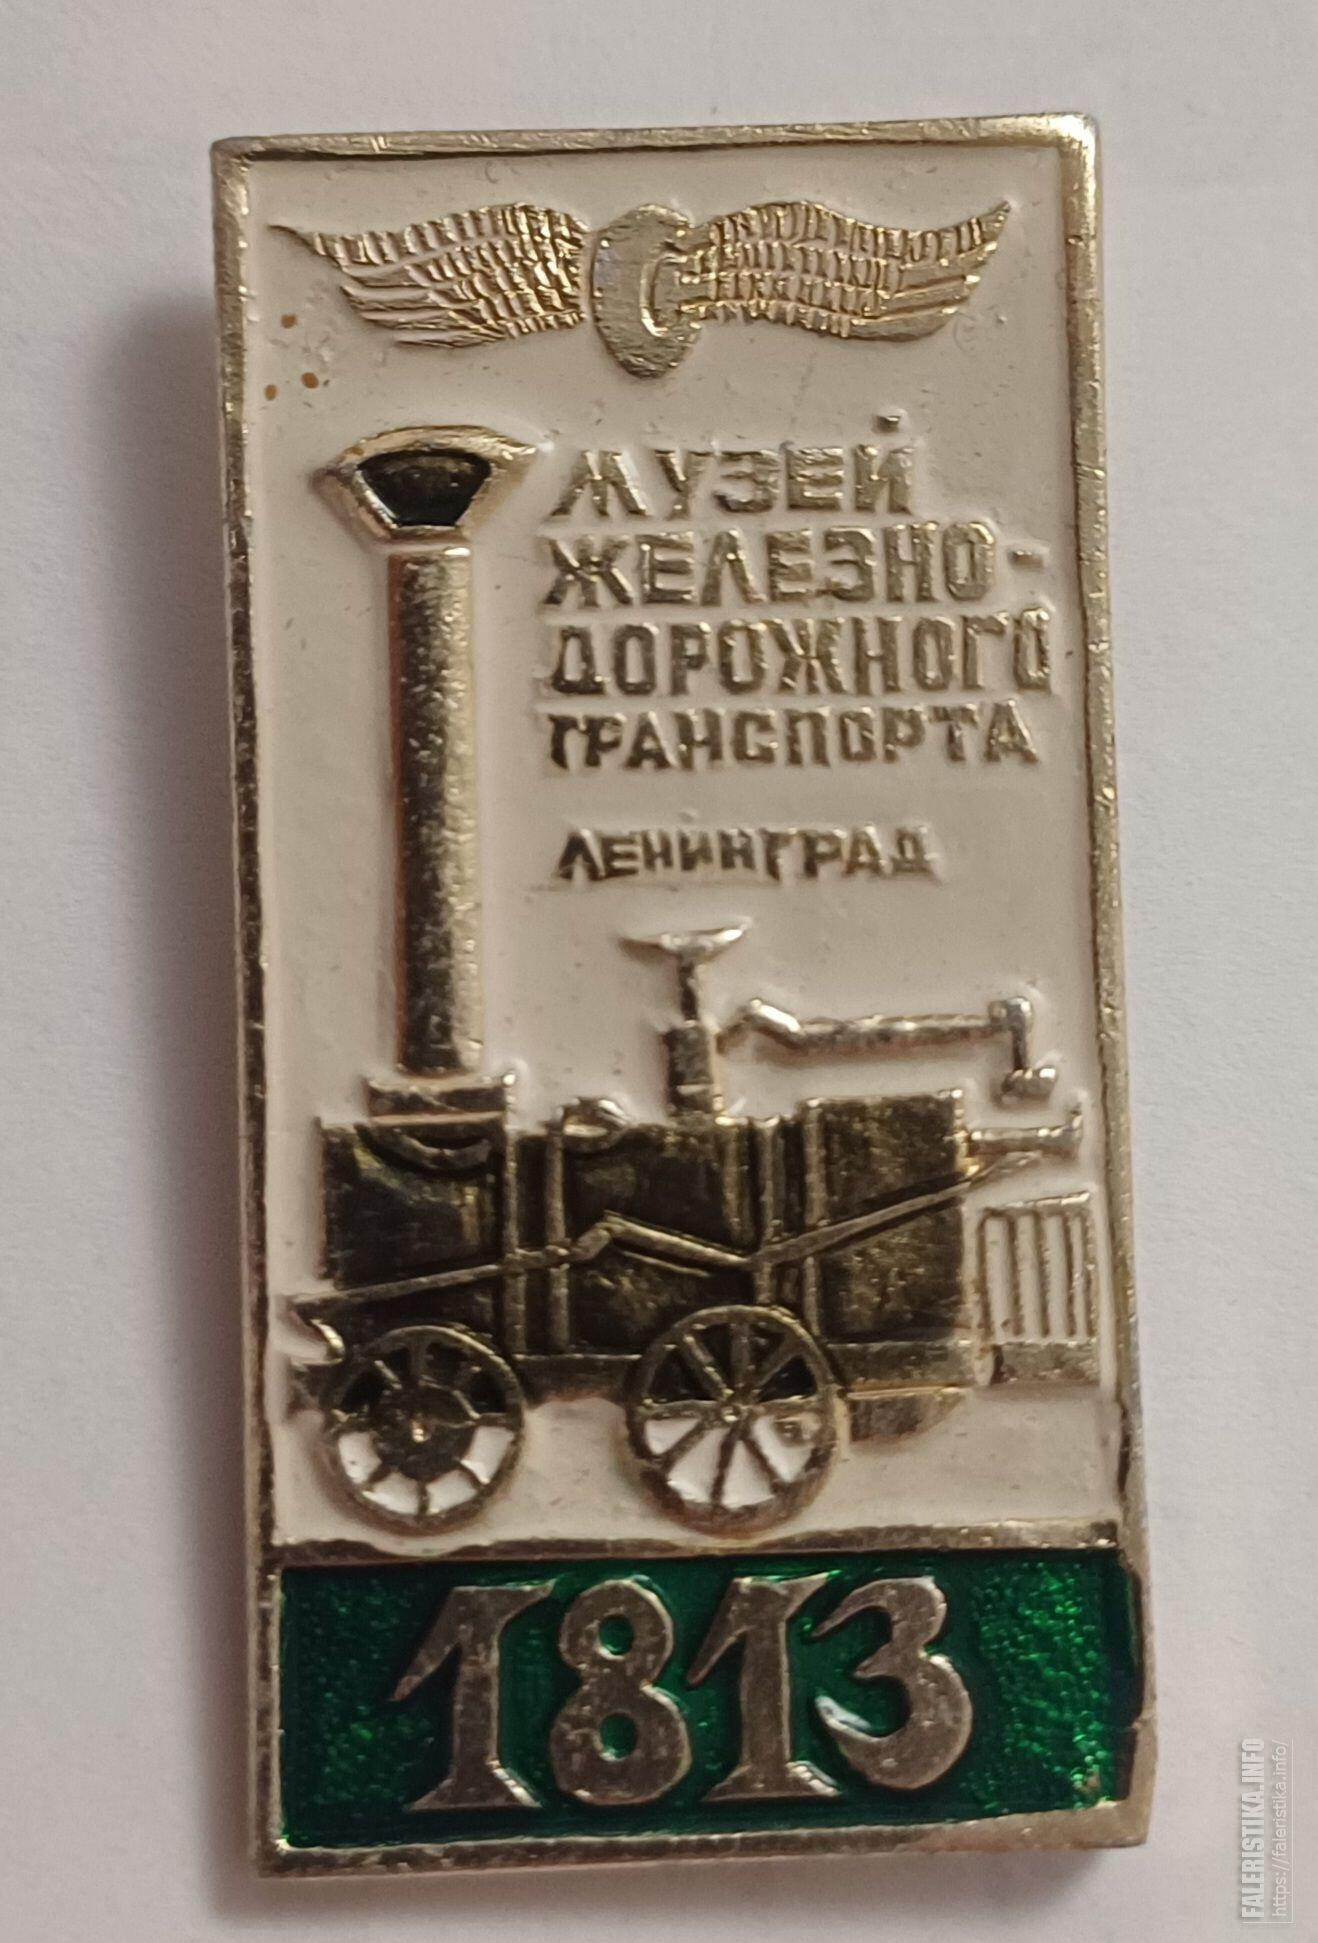 МУЗЕЙ
ЖЕЛЕЗНО-
ДОРОЖНОГО
ТРАНСПОРТА
ЛЕНИНГРАД
1813
FALERISTIKA.INFO
https://faleristika.info/